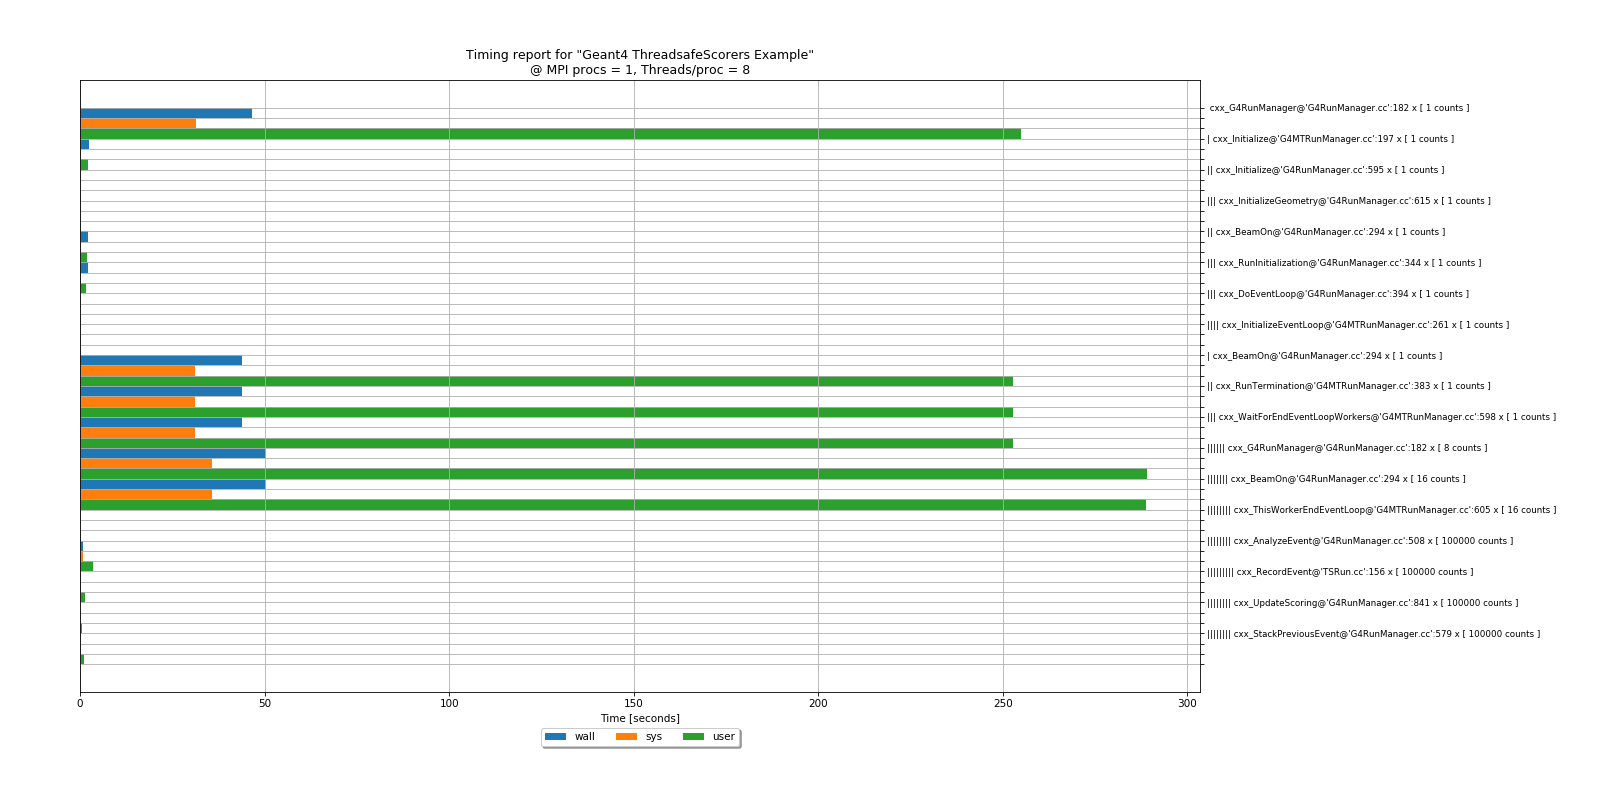 Timing report for "Geant4 ThreadsafeScorers Example"
@ MPI procs = 1, Threads/proc = 8
cxx_G4RunManager@'G4RunManager.cc':182 x [ 1 counts ]
| cxx_Initialize@'G4MTRunManager.cc':197 x [ 1 counts ]
|| cxx_Initialize@'G4RunManager.cc':595 x [ 1 counts ]
||| cxx_InitializeGeometry@'G4RunManager.cc':615 x [ 1 counts ]
|| cxx_BeamOn@'G4RunManager.cc':294 x [ 1 counts ]
||| cxx_RunInitialization@'G4RunManager.cc':344 x [ 1 counts ]
||| cxx_DoEventLoop@'G4RunManager.cc':394 x [ 1 counts ]
|||| cxx_InitializeEventLoop@'G4MTRunManager.cc':261 x [ 1 counts ]
| cxx_BeamOn@'G4RunManager.cc':294 x [ 1 counts ]
|| cxx_RunTermination@'G4MTRunManager.cc':383 x [ 1 counts ]
||| cxx_WaitForEndEventLoopWorkers@'G4MTRunManager.cc':598 x [ 1 counts ]
|||||| cxx_G4RunManager@'G4RunManager.cc':182 x [ 8 counts ]
||||||| cxx_BeamOn@'G4RunManager.cc':294 x [ 16 counts ]
|||||||| cxx_ThisWorkerEndEventLoop@'G4MTRunManager.cc':605 x [ 16 counts ]
|||||||| cxx_AnalyzeEvent@'G4RunManager.cc':508 x [ 100000 counts ]
||||||||| cxx_RecordEvent@'TSRun.cc':156 x [ 100000 counts ]
|||||||| cxx_UpdateScoring@'G4RunManager.cc':841 x [ 100000 counts ]
|||||||| cxx_StackPreviousEvent@'G4RunManager.cc':579 x [ 100000 counts ]
0 50 100 150 200 250 300
Time [seconds]
wall sys user